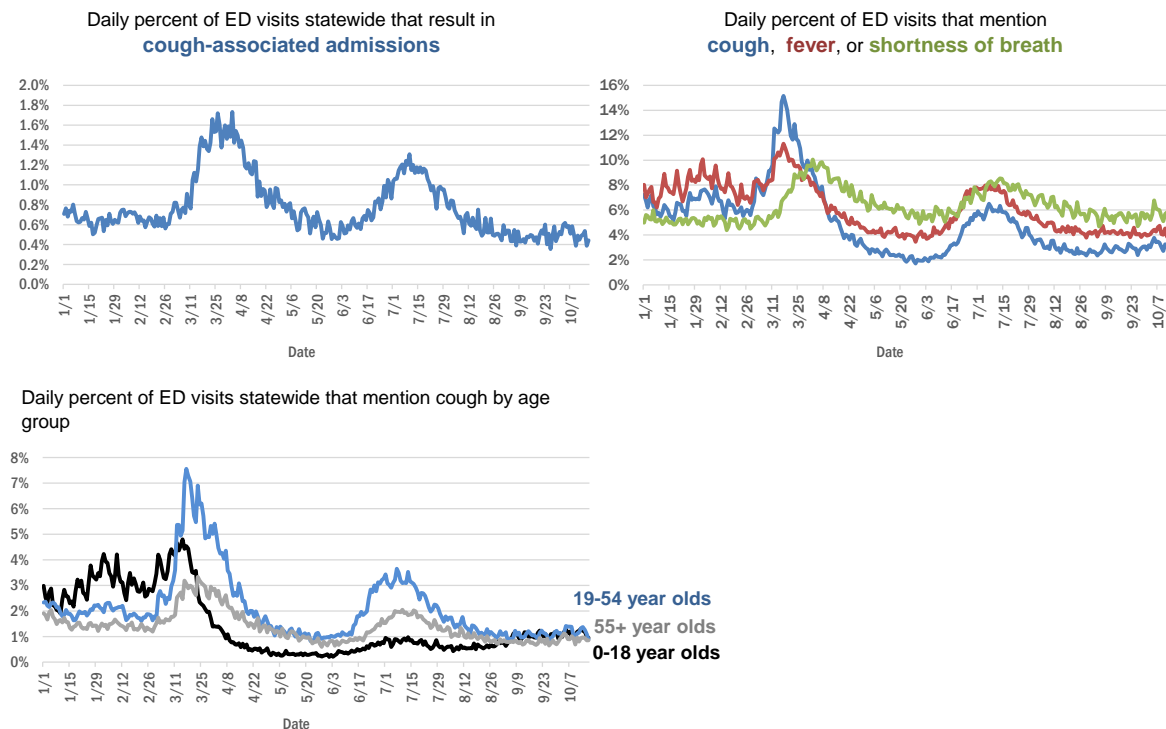 Daily percent of ED visits statewide that result in
cough-associated admissions
2.0%
1.8%
1.6%
1.4%
1.2%
1.0%
0.8%
0.6%
0.4%
0.2%
0.0%
1/1 1/15 1/29 2/12 2/26 3/11 3/25 4/8 4/22 5/6 5/20 6/3 6/17 7/1 7/15 7/29 8/12 8/26 9/9 9/23 10/7
Date
Daily percent of ED visits that mention
cough, fever, or shortness of breath
16%
14%
12%
10%
8%
6%
4%
2%
0%
1/1 1/15 1/29 2/12 2/26 3/11 3/25 4/8 4/22 5/6 5/20 6/3 6/17 7/1 7/15 7/29 8/12 8/26 9/9 9/23 10/7
Date
Daily percent of ED visits statewide that mention cough by age
group
8%
7%
6%
5%
4%
3%
2%
1%
0%
19-54 year olds
55+ year olds
0-18 year olds
1/1 1/15 1/29 2/12 2/26 3/11 3/25 4/8 4/22 5/6 5/20 6/3 6/17 7/1 7/15 7/29 8/12 8/26 9/9 9/23 10/7
Date